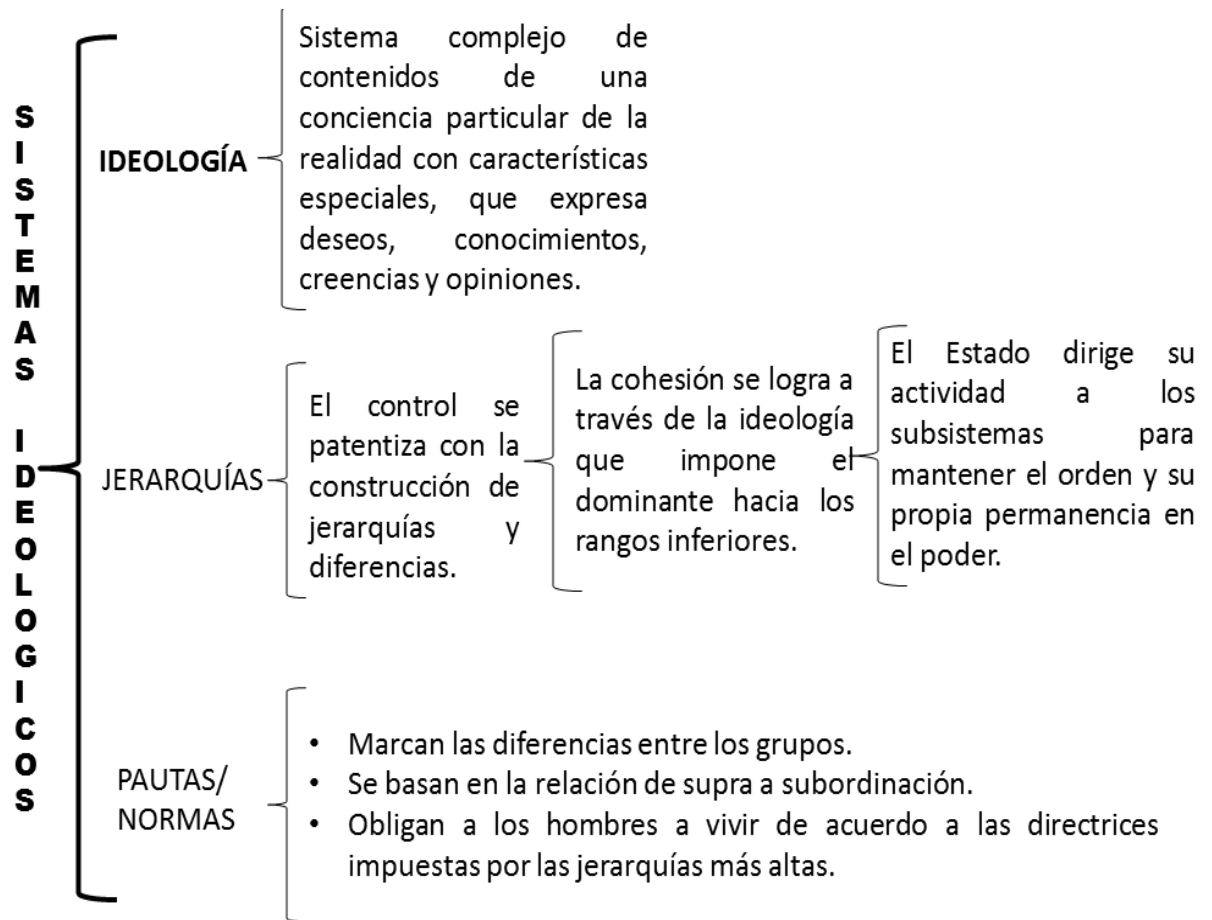 SISTEMAS IDEOLOGICOS
IDEOLOGÍA
Sistema complejo de
contenidos de una
conciencia particular de la
realidad con características
especiales, que expresa
deseos, conocimientos,
creencias y opiniones.
JERARQUÍAS
El control se
patentiza con la
construcción de
jerarquías y
diferencias.
La cohesión se logra a
través de la ideología
que impone el
dominante hacia los
rangos inferiores.
El Estado dirige su
actividad a los
subsistemas para
mantener el orden y su
propia permanencia en
el poder.
PAUTAS/
NORMAS
• Marcan las diferencias entre los grupos.
• Se basan en la relación de supra a subordinación.
• Obligan a los hombres a vivir de acuerdo a las directrices
impuestas por las jerarquías más altas.